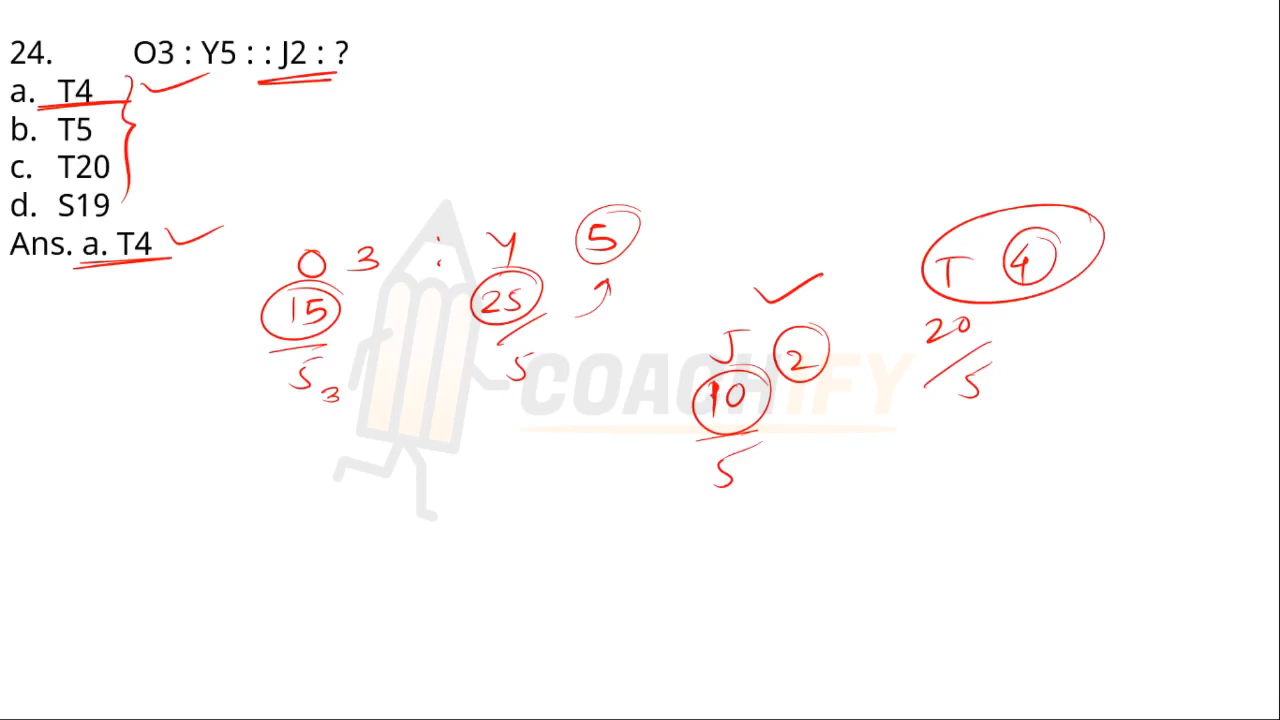 24. O3 : Y5 : : J2 : ?
a. T4
b. T5
c. T20
d. S19
Ans. a. T4
O 3 : Y 5
15 25
5 5
3
J 2
10
5
T 4
20
5
COACHIFY